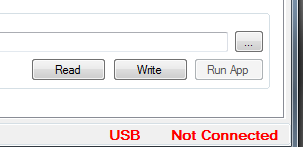 ...
Read Write Run App
USB Not Connected